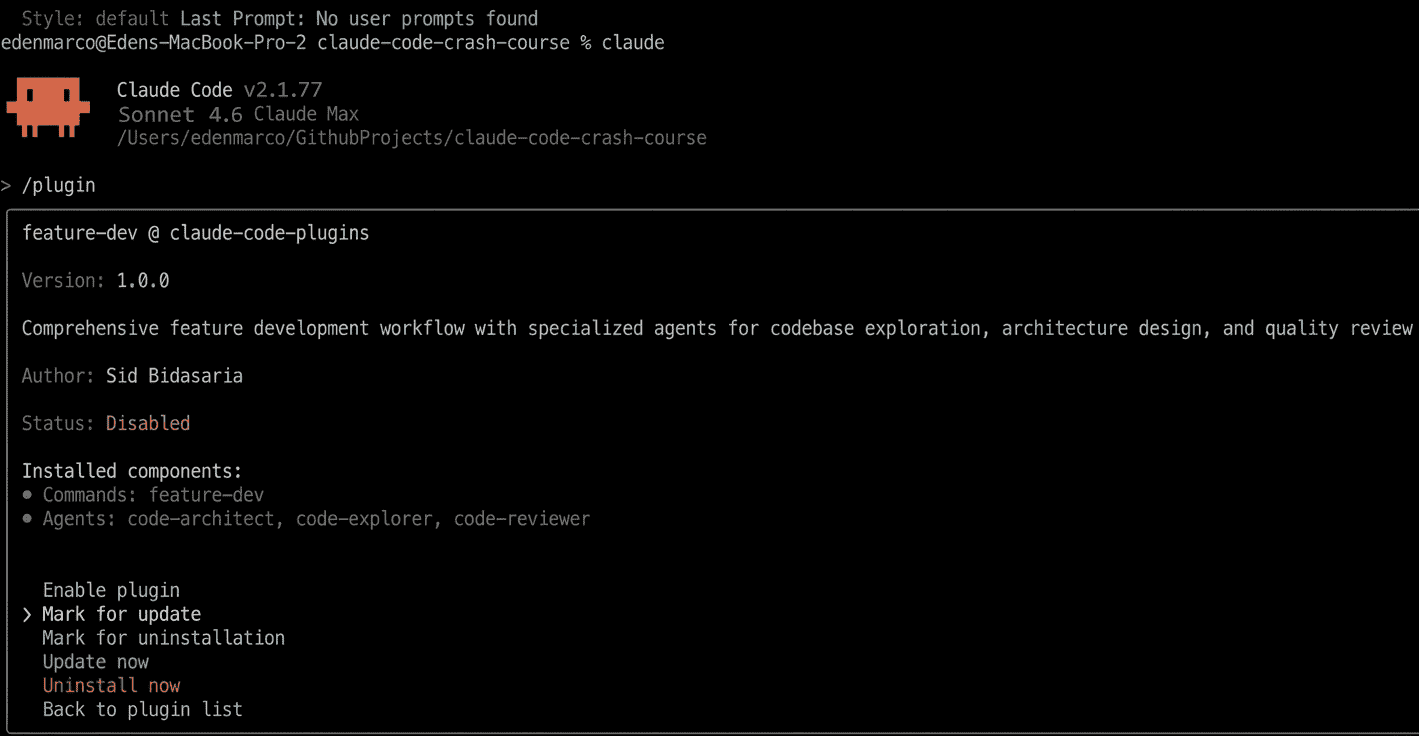 Style: default Last Prompt: No user prompts found
edenmarco@Edens-MacBook-Pro-2 claude-code-crash-course % claude
Claude Code v2.1.77
Sonnet 4.6 Claude Max
/Users/edenmarco/GithubProjects/claude-code-crash-course
> /plugin
feature-dev @ claude-code-plugins
Version: 1.0.0
Comprehensive feature development workflow with specialized agents for codebase exploration, architecture design, and quality review
Author: Sid Bidasaria
Status: Disabled
Installed components:
• Commands: feature-dev
• Agents: code-architect, code-explorer, code-reviewer
Enable plugin
❯ Mark for update
Mark for uninstallation
Update now
Uninstall now
Back to plugin list